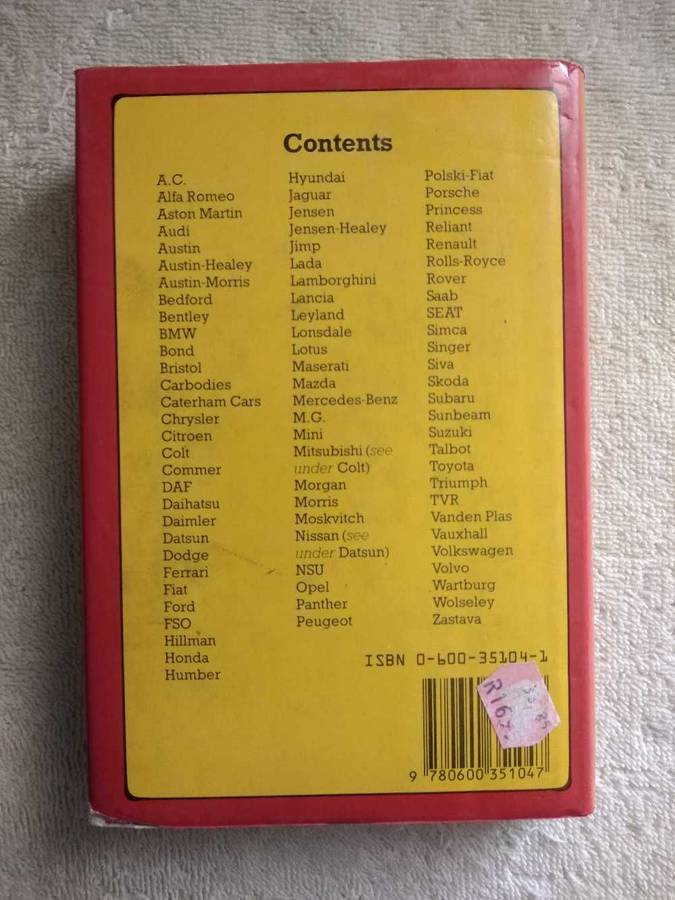 Contents
A.C.
Alfa Romeo
Aston Martin
Audi
Austin
Austin-Healey
Austin-Morris
Bedford
Bentley
BMW
Bond
Bristol
Carbodies
Caterham Cars
Chrysler
Citroen
Colt
Commer
DAF
Daihatsu
Daimler
Datsun
Dodge
Ferrari
Fiat
Ford
FSO
Hillman
Honda
Humber
Hyundai
Jaguar
Jensen
Jensen-Healey
Jimp
Lada
Lamborghini
Lancia
Leyland
Lonsdale
Lotus
Maserati
Mazda
Mercedes-Benz
M.G.
Mini
Mitsubishi (see
under Colt)
Morgan
Morris
Moskvitch
Nissan (see
under Datsun)
NSU
Opel
Panther
Peugeot
Polski-Fiat
Porsche
Princess
Reliant
Renault
Rolls-Royce
Rover
Saab
SEAT
Simca
Singer
Siva
Skoda
Subaru
Sunbeam
Suzuki
Talbot
Toyota
Triumph
TVR
Vanden Plas
Vauxhall
Volkswagen
Volvo
Wartburg
Wolseley
Zastava
ISBN 0-600-35104-1
9 780600 351047